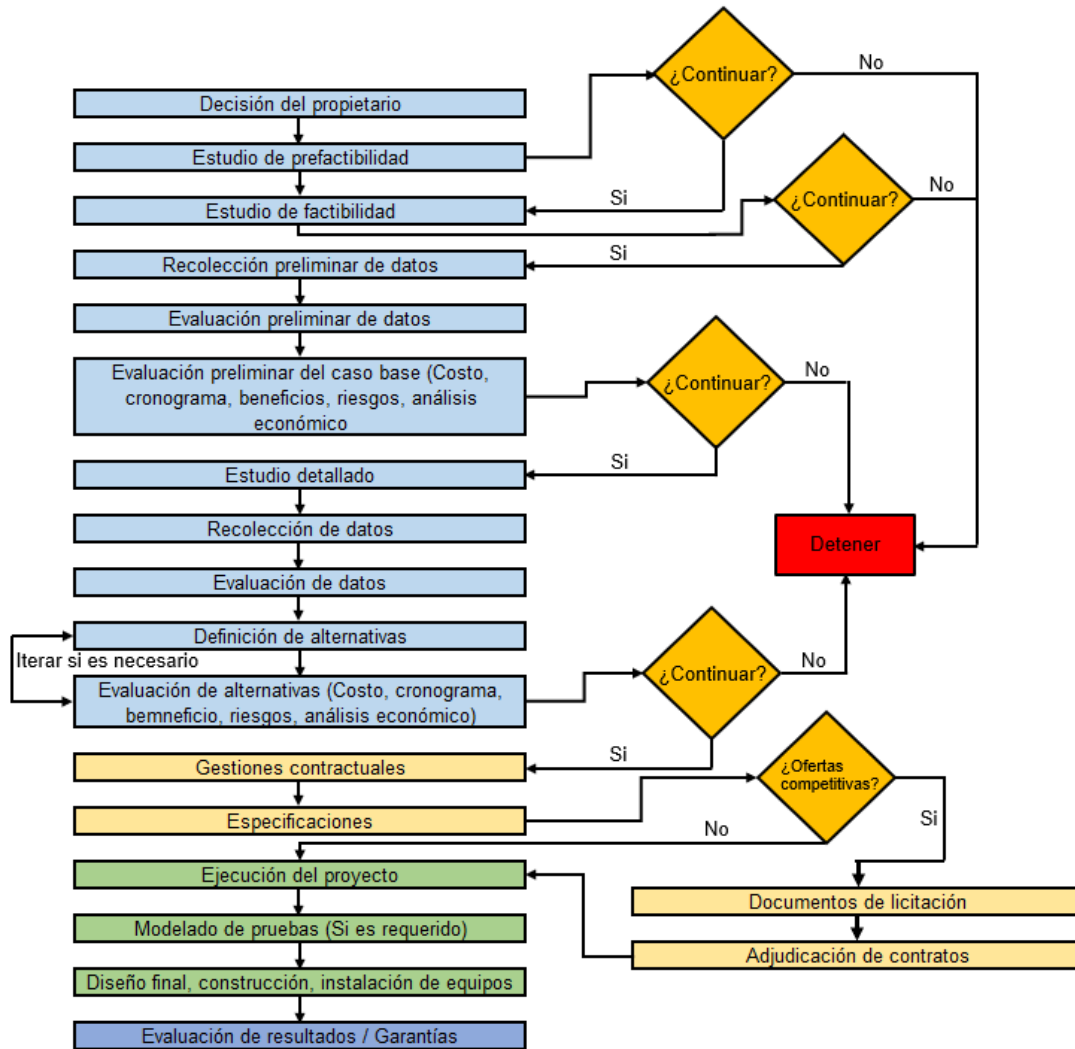 ¿Continuar?
No
Decisión del propietario
Estudio de prefactibilidad
Si
Estudio de factibilidad
¿Continuar?
No
Si
Recolección preliminar de datos
Evaluación preliminar de datos
Evaluación preliminar del caso base (Costo,
cronograma, beneficios, riesgos, análisis
económico
¿Continuar?
No
Si
Estudio detallado
Recolección de datos
Detener
Evaluación de datos
Definición de alternativas
Iterar si es necesario
Evaluación de alternativas (Costo, cronograma,
bemneficio, riesgos, análisis económico)
¿Continuar?
No
Si
Gestiones contractuales
¿Ofertas
competitivas?
Si
Especificaciones
No
Ejecución del proyecto
Documentos de licitación
Modelado de pruebas (Si es requerido)
Adjudicación de contratos
Diseño final, construcción, instalación de equipos
Evaluación de resultados / Garantías